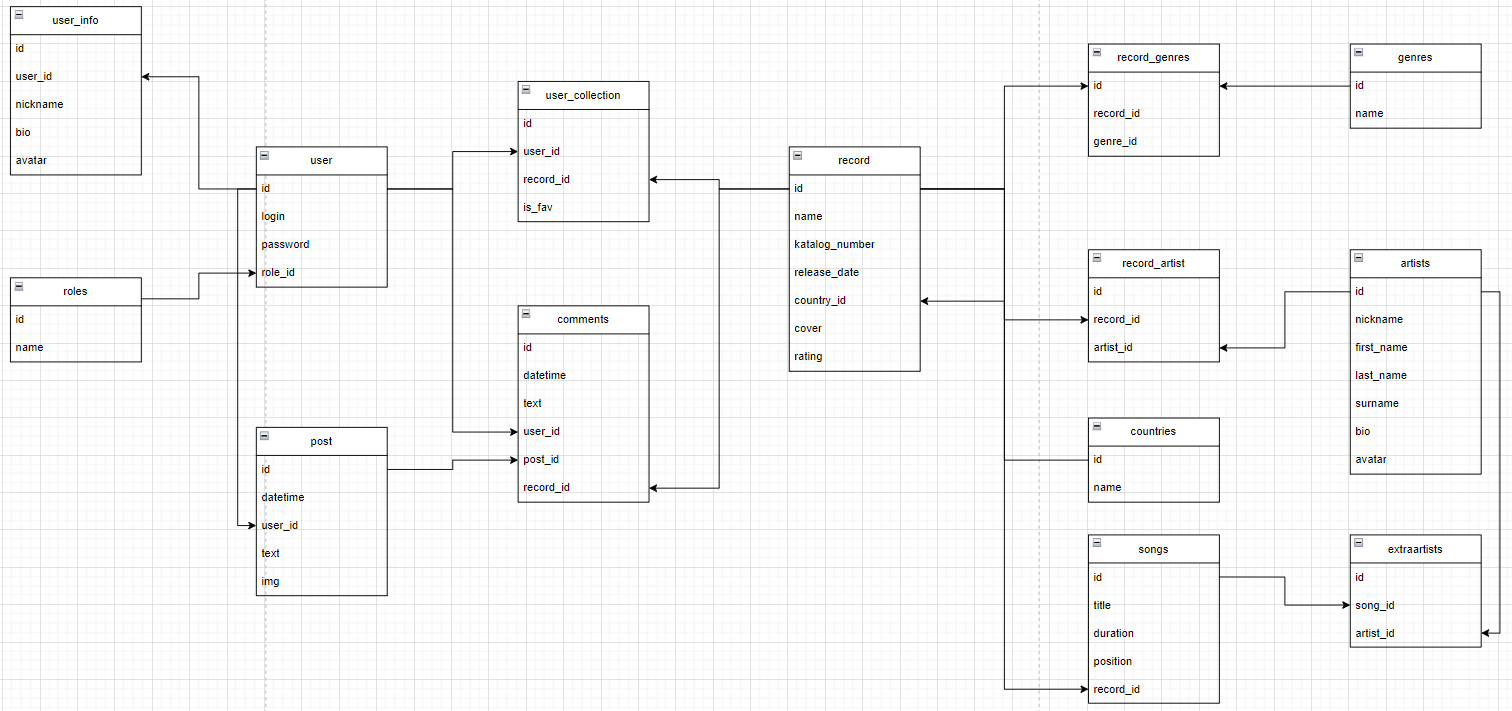 user_info
id
user_id
nickname
bio
avatar
roles
id
name
user
id
login
password
role_id
post
id
datetime
user_id
text
img
user_collection
id
user_id
record_id
is_fav
comments
id
datetime
text
user_id
post_id
record_id
record
id
name
katalog_number
release_date
country_id
cover
rating
record_genres
id
record_id
genre_id
record_artist
id
record_id
artist_id
countries
id
name
songs
id
title
duration
position
record_id
genres
id
name
artists
id
nickname
first_name
last_name
surname
bio
avatar
extraartists
id
song_id
artist_id